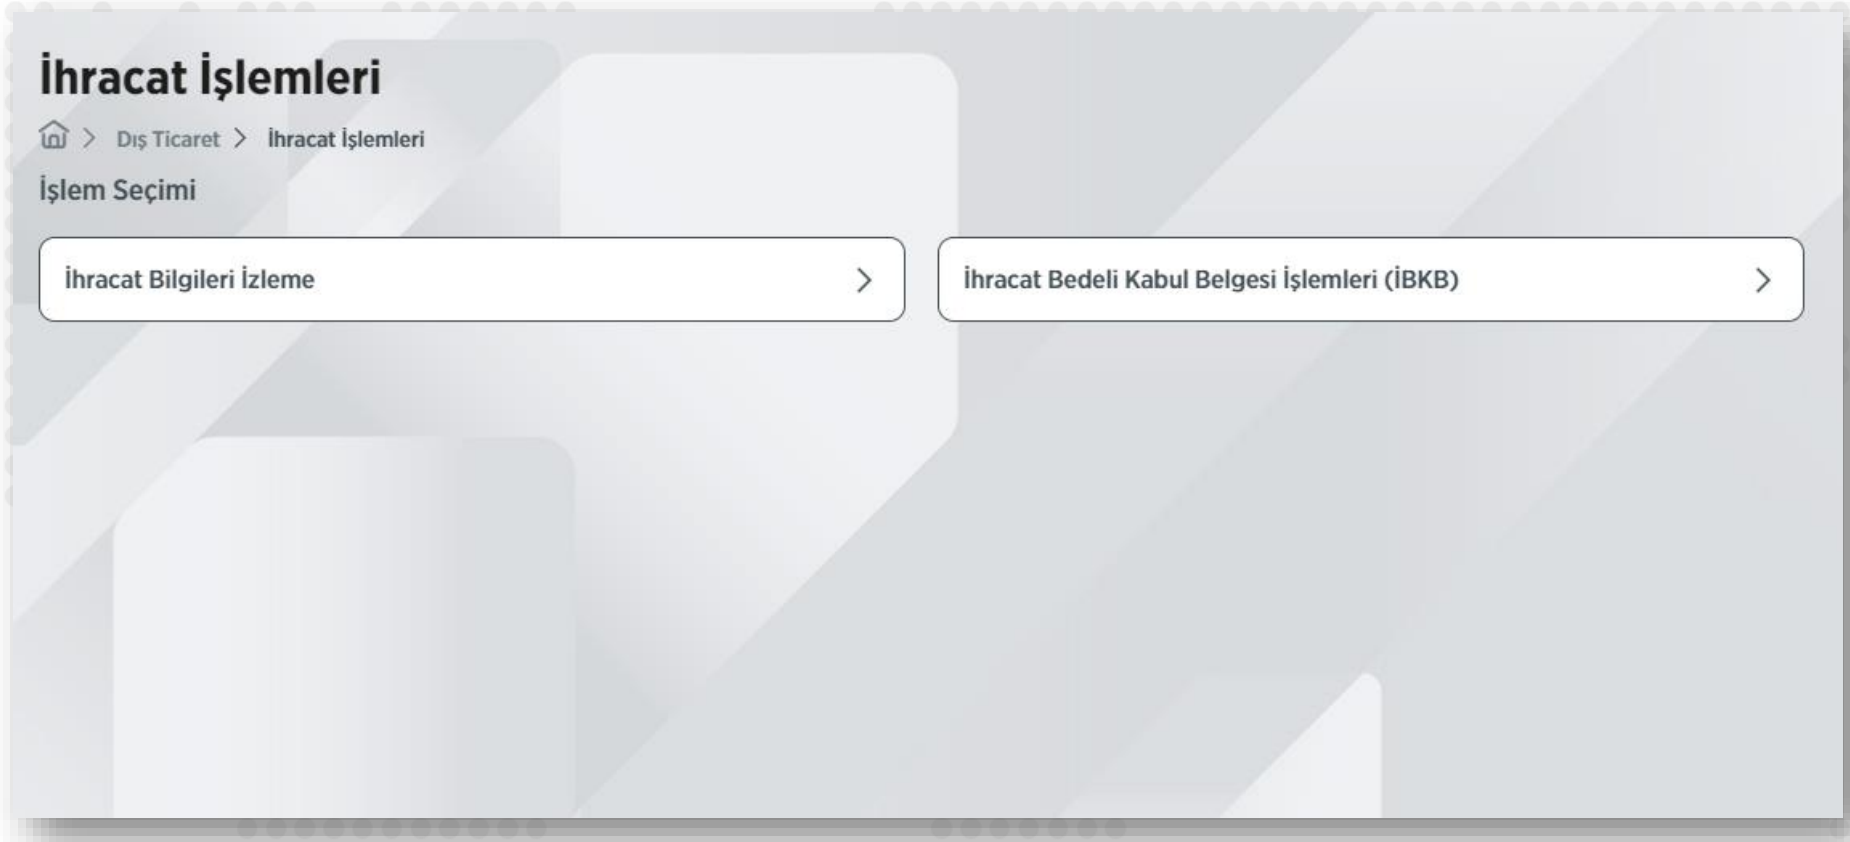 İhracat İşlemleri
Dış Ticaret > İhracat İşlemleri
İşlem Seçimi
İhracat Bilgileri İzleme
İhracat Bedeli Kabul Belgesi İşlemleri (İBKB)